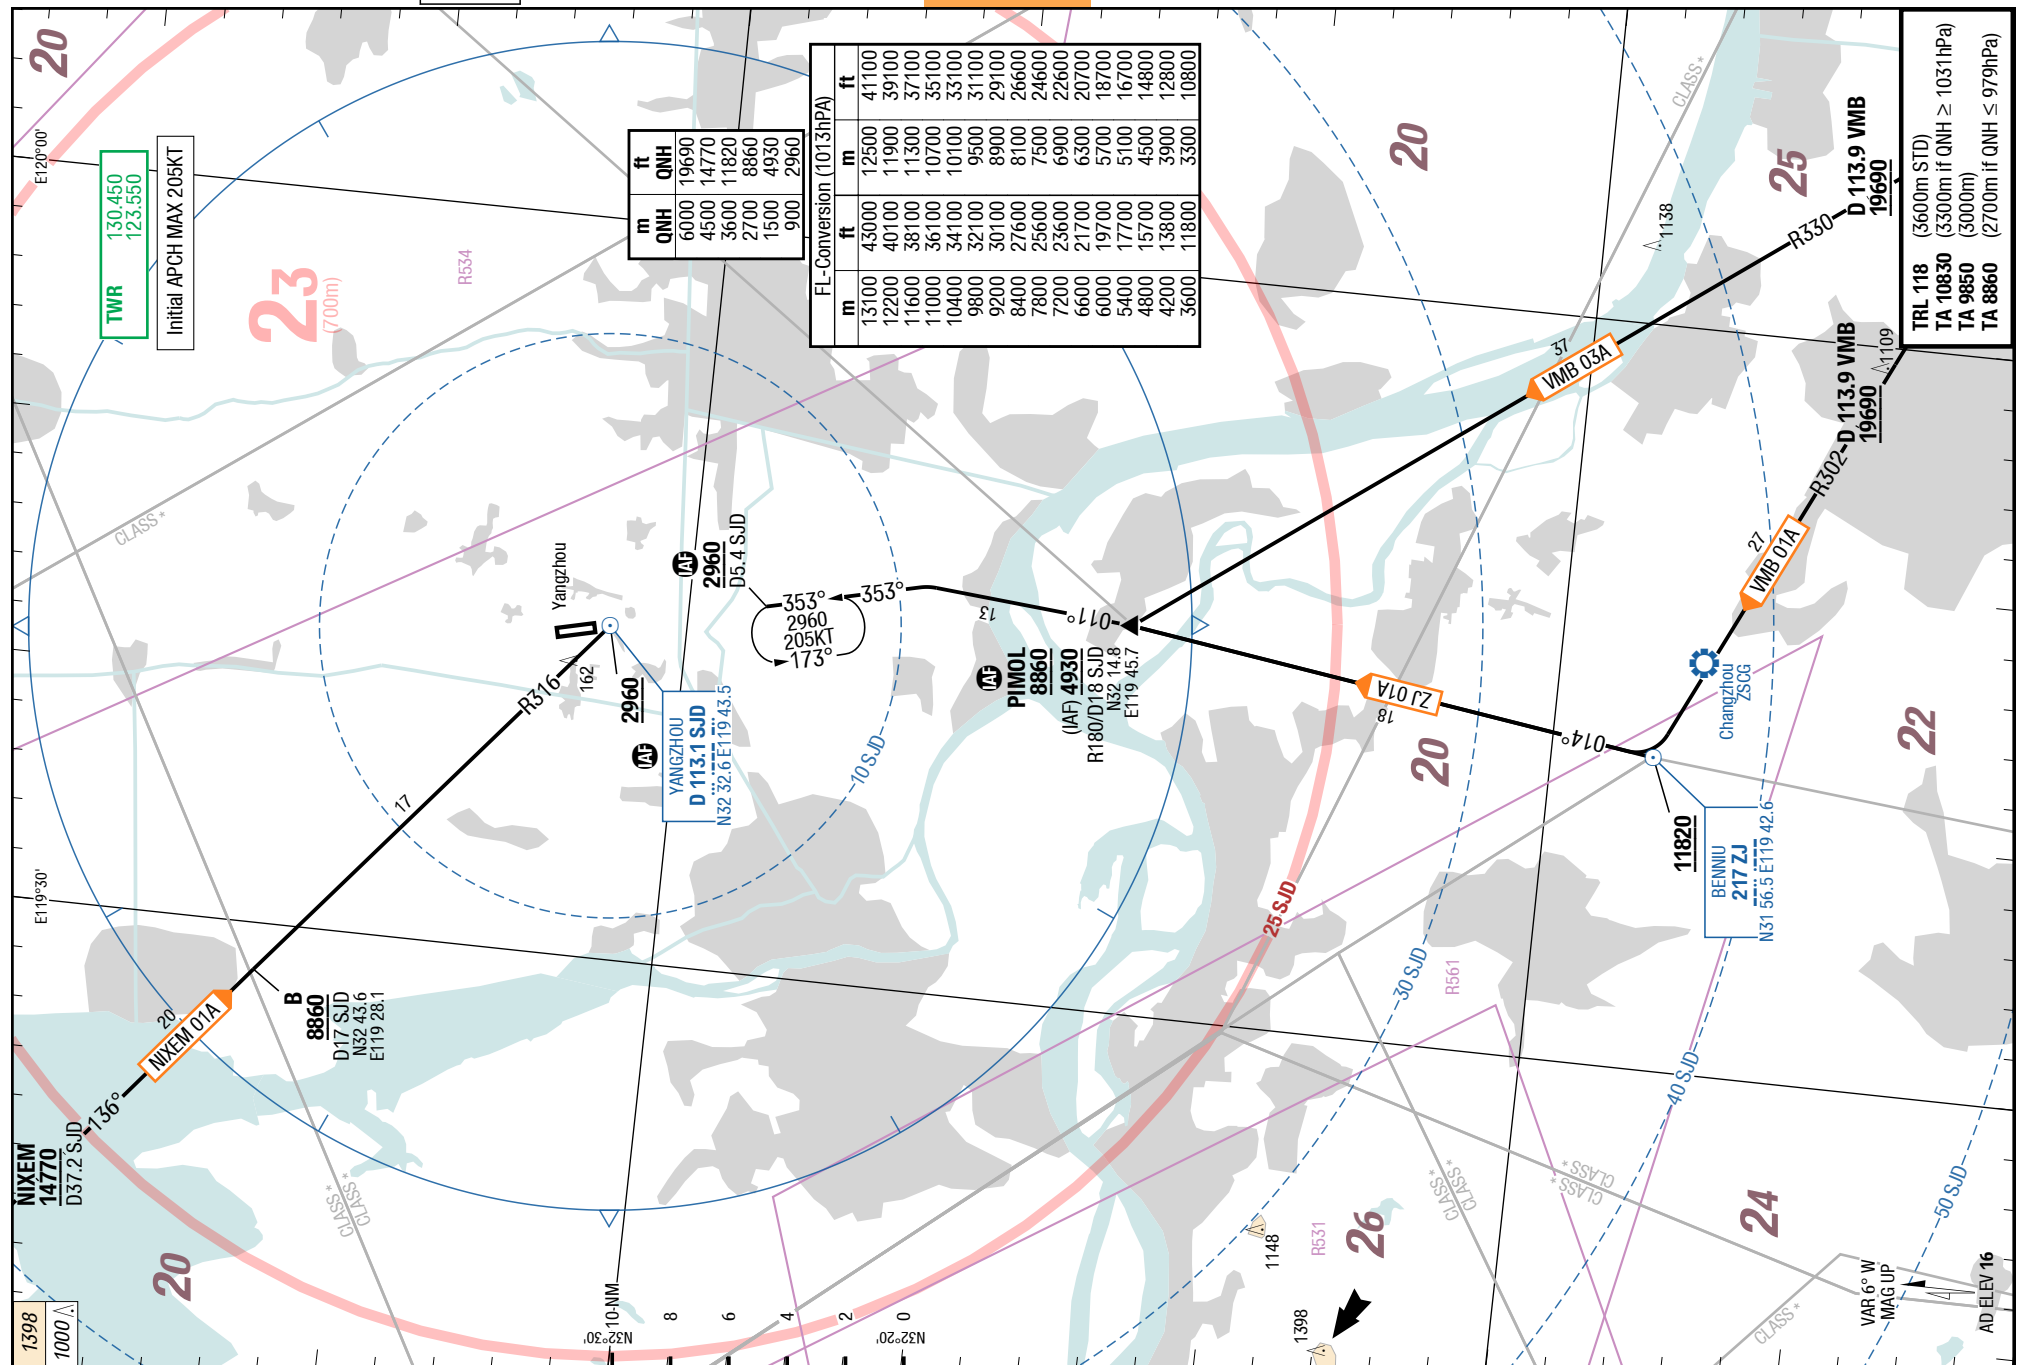 20
E120°00'
TWR 130.450
123.550
Initial APCH MAX 205KT
23
(700m)
R534
CLASS *
m ft
QNH QNH
6000 19690
4500 14770
3600 11820
2700 8860
1500 4930
900 2960
FL-Conversion (1013hPA)
m ft m ft
13100 43000 12500 41100
12200 40100 11900 39100
11600 38100 11300 37100
11000 36100 10700 35100
10400 34100 10100 33100
9800 32100 9500 31100
9200 30100 8900 29100
8400 27600 8100 26600
7800 25600 7500 24600
7200 23600 6900 22600
6600 21700 6300 20700
6000 19700 5700 18700
5400 17700 5100 16700
4800 15700 4500 14800
4200 13800 3900 12800
3600 11800 3300 10800
20
CLASS *
25
1138
R330
D 113.9 VMB
19690
TRL 118 (3600m STD)
TA 10830 (3300m if QNH ≥ 1031hPa)
TA 9850 (3000m)
TA 8860 (2700m if QNH ≤ 979hPa)
37
VMB 03A
D 113.9 VMB
19690
1109
R302
27
VMB 01A
Changzhou
ZSCG
22
Yangzhou
162
R316
2960
IAF
YANGZHOU
D 113.1 SJD
N32 32.6 E119 43.5
IAF
2960
D5.4 SJD
353°
2960
205KT
173°
353°
13
011°
IAF
PIMOL
8860
(IAF) 4930
R180/D18 SJD
N32 14.8
E119 45.7
ZJ 01A
18
014°
20
11820
BENNIU
217 ZJ
N31 56.5 E119 42.6
10 SJD
25 SJD
30 SJD
40 SJD
50 SJD
R561
17
E119°30'
B
8860
D17 SJD
N32 43.6
E119 28.1
20
NIXEM 01A
136°
NIXEM
14770
D37.2 SJD
CLASS *
CLASS *
20
1398
1000
10 NM
8
6
4
2
0
N32°30'
N32°20'
1148
R531
26
1398
CLASS *
CLASS *
CLASS *
CLASS *
24
CLASS *
VAR 6° W
MAG UP
AD ELEV 16